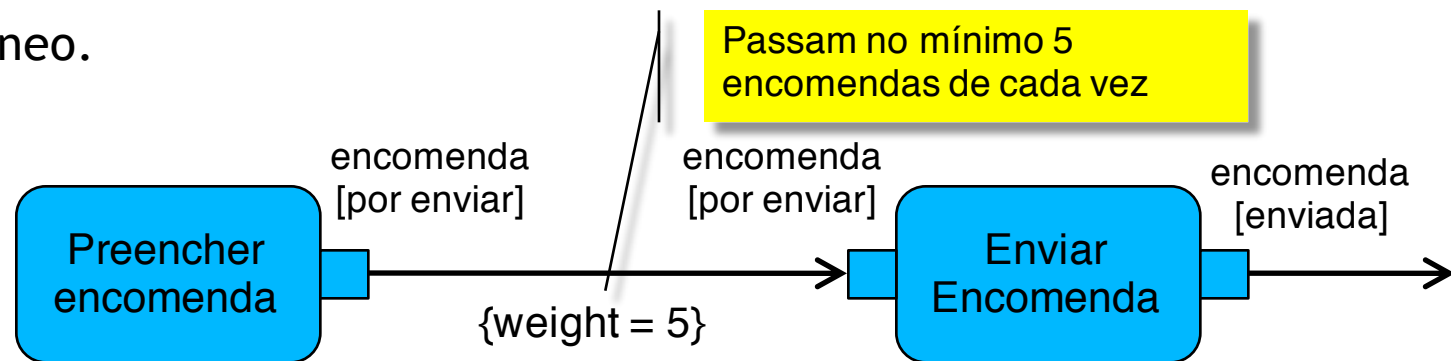 neo.
Passam no mínimo 5
encomendas de cada vez
encomenda
[por enviar]
encomenda
[por enviar]
encomenda
[enviada]
Preencher
encomenda
{weight = 5}
Enviar
Encomenda